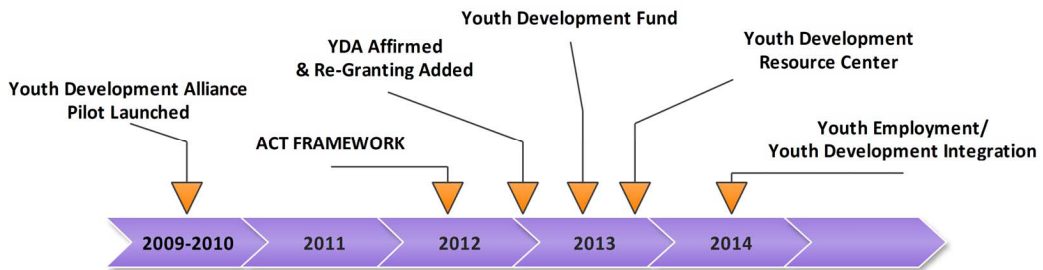 Youth Development Alliance
Pilot Launched
ACT FRAMEWORK
YDA Affirmed
& Re-Granting Added
Youth Development Fund
Youth Development
Resource Center
Youth Employment/
Youth Development Integration
2009-2010
2011
2012
2013
2014